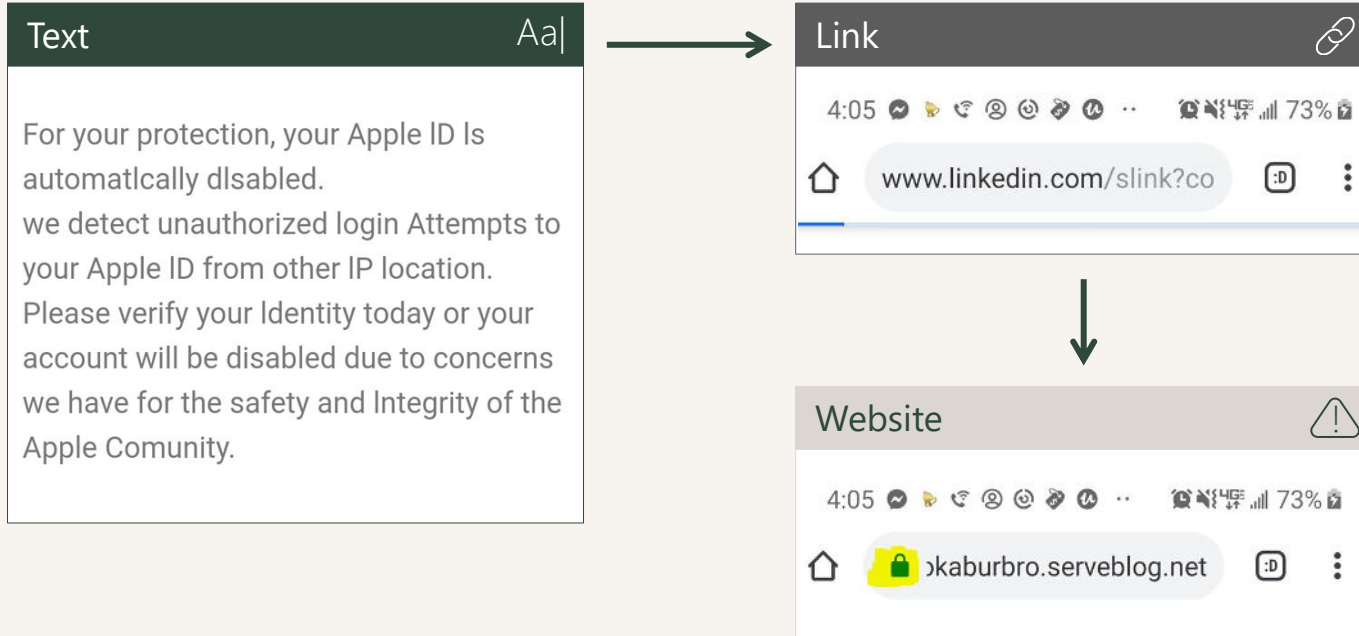 Text Aa|
For your protection, your Apple lD ls
automatlcally dlsabled.
we detect unauthorized login Attempts to
your Apple lD from other lP location.
Please verify your ldentity today or your
account will be disabled due to concerns
we have for the safety and lntegrity of the
Apple Comunity.
Link
4:05 73%
www.linkedin.com/slink?co :D
Website
4:05 73%
okaburbro.serveblog.net :D